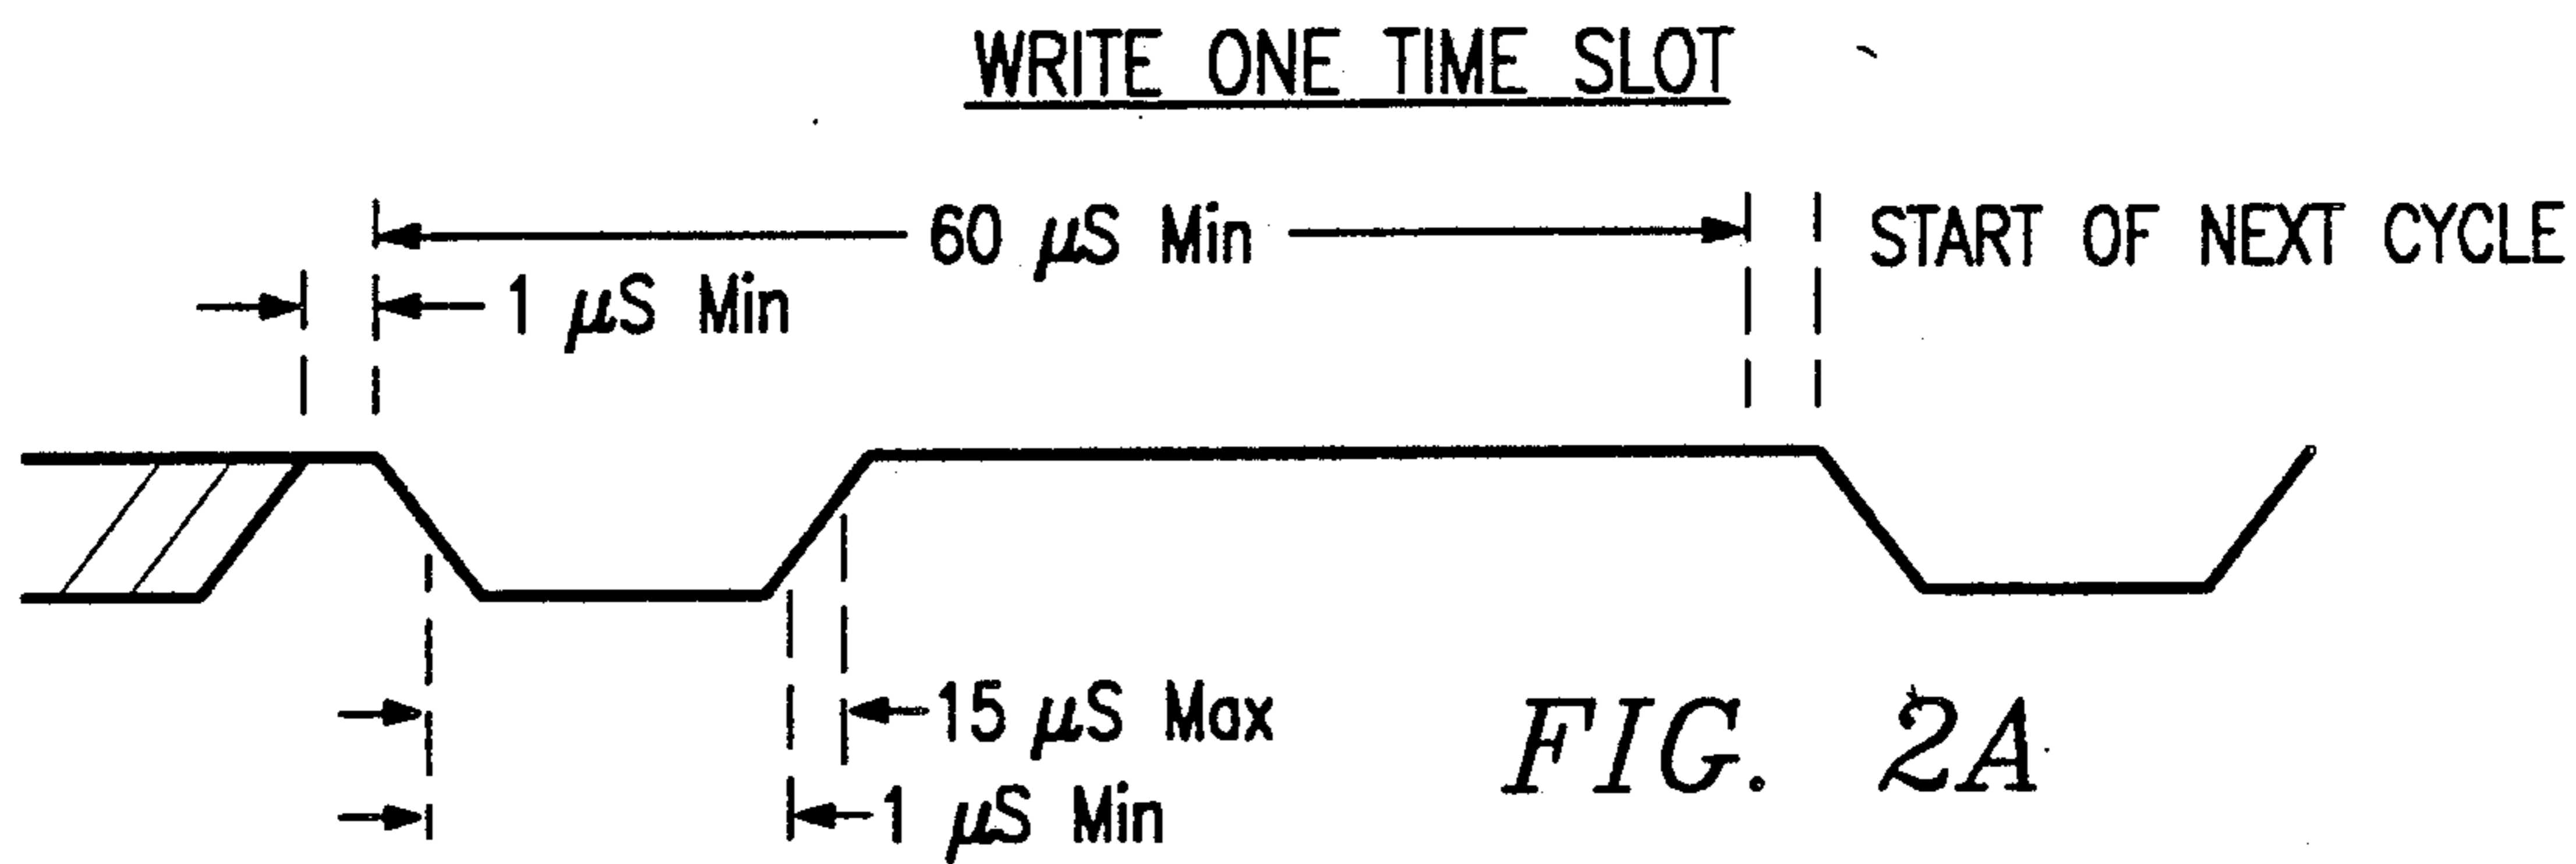 WRITE ONE TIME SLOT
60 μS Min
START OF NEXT CYCLE
1 μS Min
15 μS Max
1 μS Min
FIG. 2A